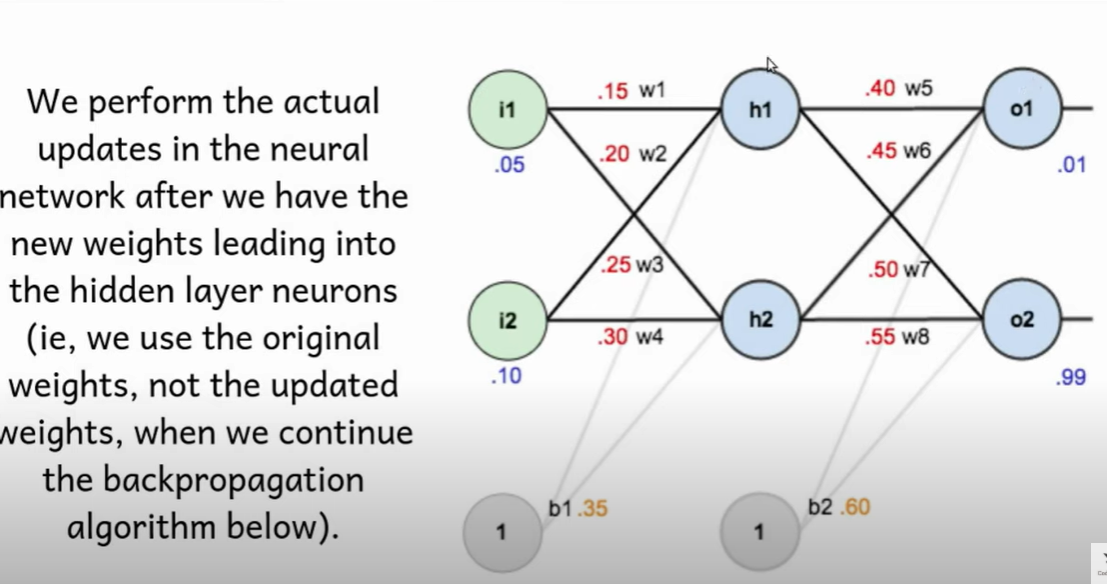 We perform the actual
updates in the neural
network after we have the
new weights leading into
the hidden layer neurons
(ie, we use the original
weights, not the updated
weights, when we continue
the backpropagation
algorithm below).
.15 w1
.40 w5
i1
h1
o1
.20 w2
.45 w6
.05
.01
.25 w3
.50 w7
i2
h2
o2
.30 w4
.55 w8
.10
.99
b1 .35
b2 .60
1
1